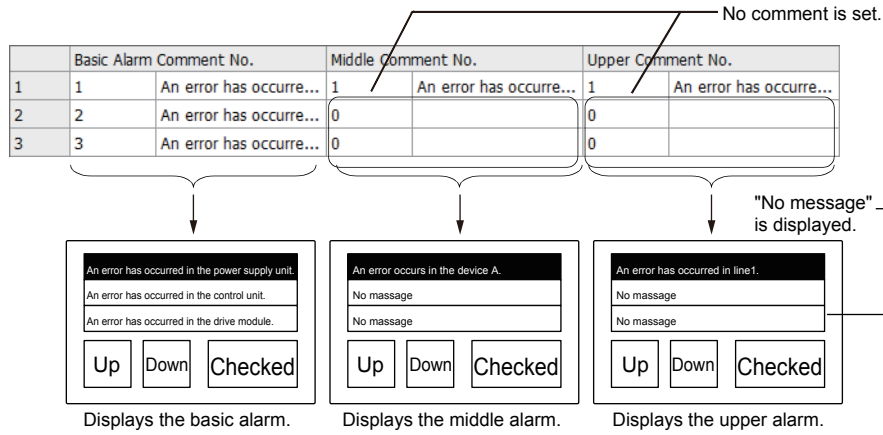 No comment is set.
Basic Alarm Comment No. Middle Comment No. Upper Comment No.
1 1 An error has occurre... 1 An error has occurre... 1 An error has occurre...
2 2 An error has occurre... 0 0
3 3 An error has occurre... 0 0
"No message"
is displayed.
An error has occurred in the power supply unit.
An error has occurred in the control unit.
An error has occurred in the drive module.
Up Down Checked
Displays the basic alarm.
An error occurs in the device A.
No massage
No massage
Up Down Checked
Displays the middle alarm.
An error has occurred in line1.
No massage
No massage
Up Down Checked
Displays the upper alarm.